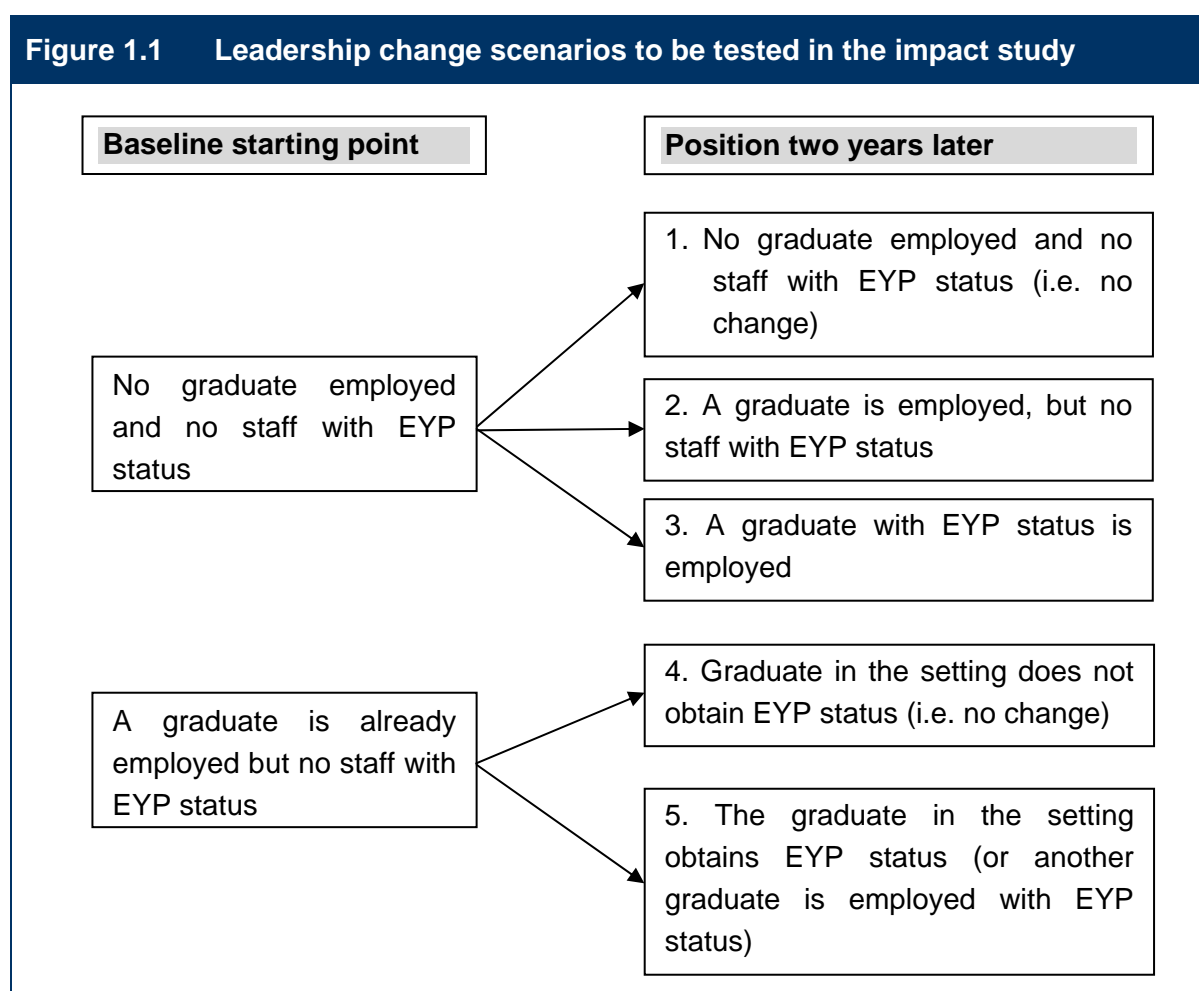 Figure 1.1 Leadership change scenarios to be tested in the impact study
Baseline starting point
Position two years later
No graduate employed
and no staff with EYP
status
1. No graduate employed and no
staff with EYP status (i.e. no
change)
2. A graduate is employed, but no
staff with EYP status
3. A graduate with EYP status is
employed
A graduate is already
employed but no staff with
EYP status
4. Graduate in the setting does not
obtain EYP status (i.e. no change)
5. The graduate in the setting
obtains EYP status (or another
graduate is employed with EYP
status)